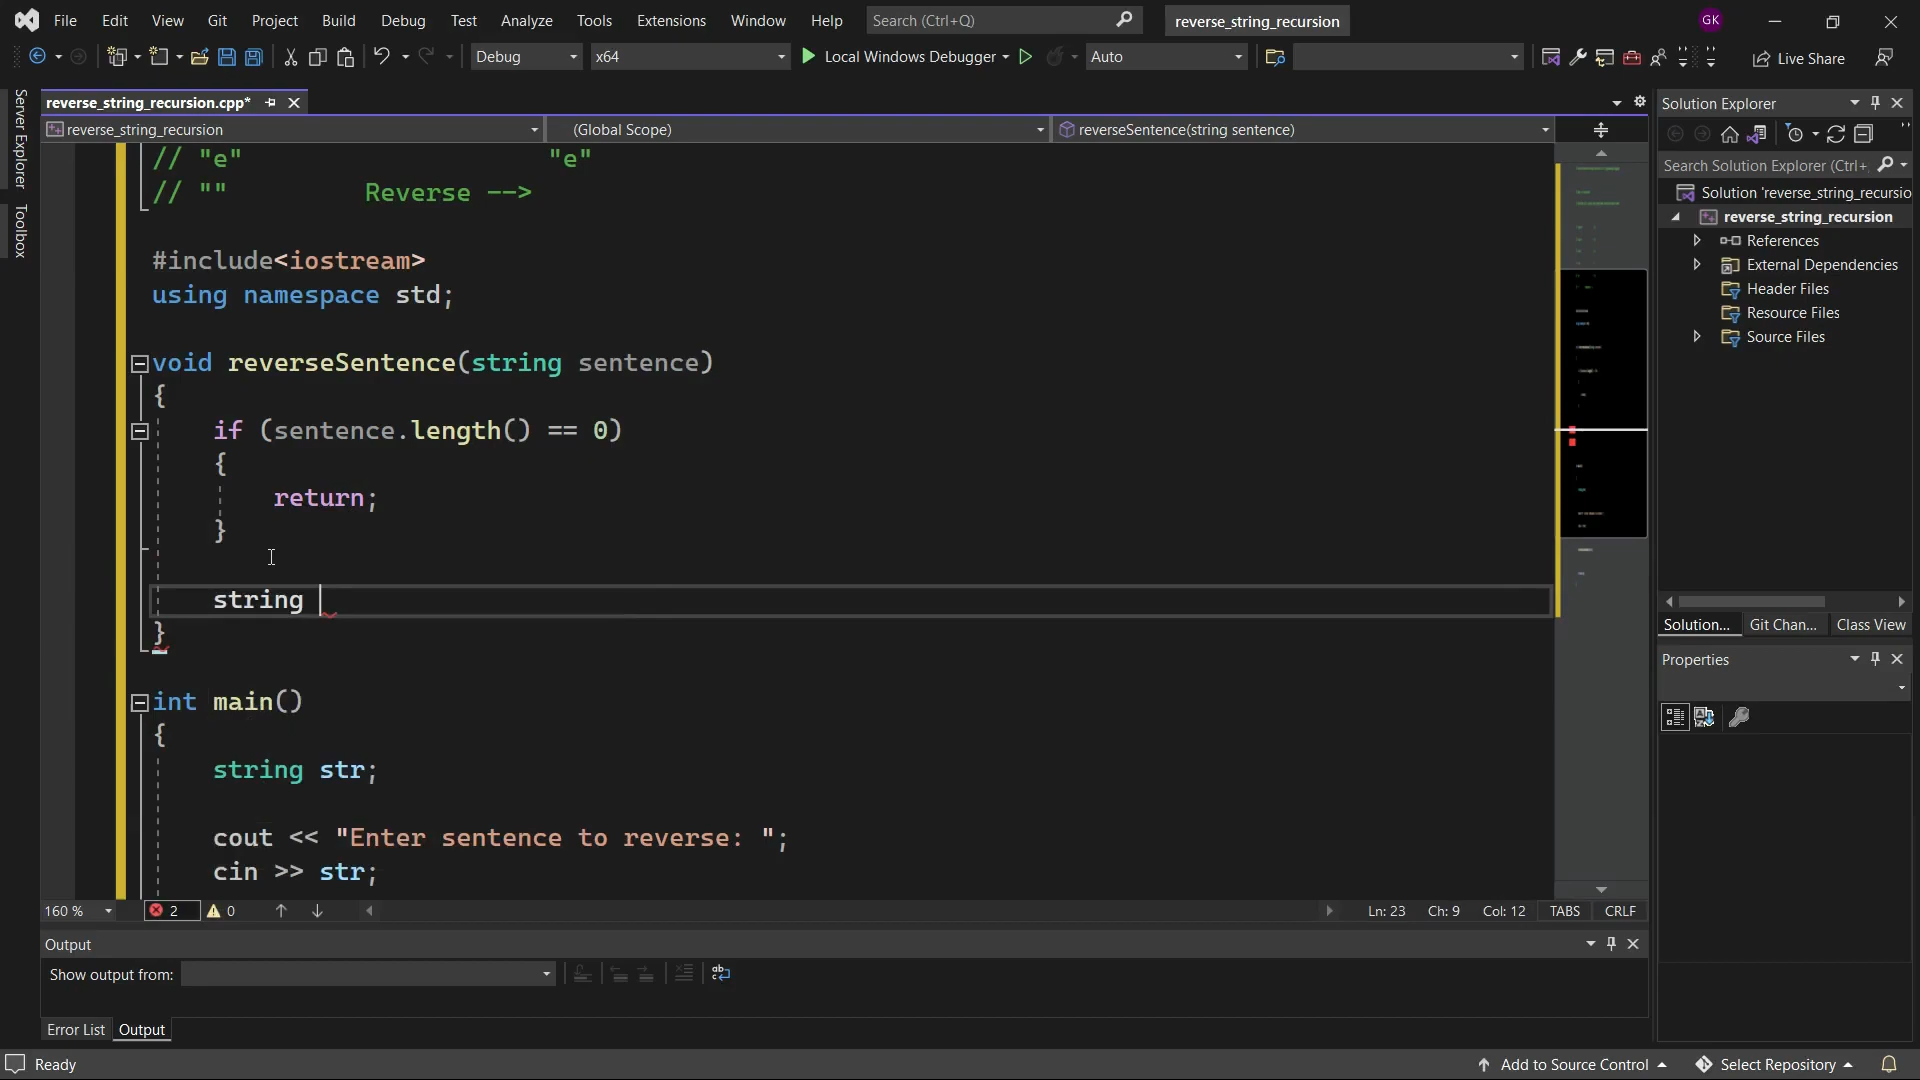 File Edit View Git Project Build Debug Test Analyze Tools Extensions Window Help Search (Ctrl+Q) reverse_string_recursion GK
Debug x64 Local Windows Debugger Auto Live Share
Server Explorer
Toolbox
reverse_string_recursion.cpp*
reverse_string_recursion (Global Scope) reverseSentence(string sentence)
// "e" "e"
// "" Reverse -->
#include<iostream>
using namespace std;
void reverseSentence(string sentence)
{
if (sentence.length() == 0)
{
return;
}
string
}
int main()
{
string str;
cout << "Enter sentence to reverse: ";
cin >> str;
160 % 2 0 Ln: 23 Ch: 9 Col: 12 TABS CRLF
Output
Show output from:
Error List Output
Solution Explorer
Search Solution Explorer (Ctrl+
Solution 'reverse_string_recursio
reverse_string_recursion
References
External Dependencies
Header Files
Resource Files
Source Files
Solution... Git Chan... Class View
Properties
Ready Add to Source Control Select Repository